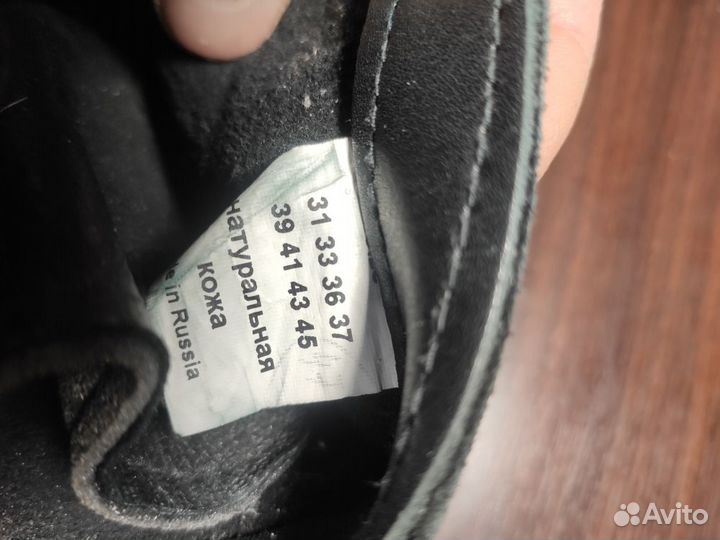 31 33 36 37
39 41 43 45
натуральная
кожа
in Russia
Avito